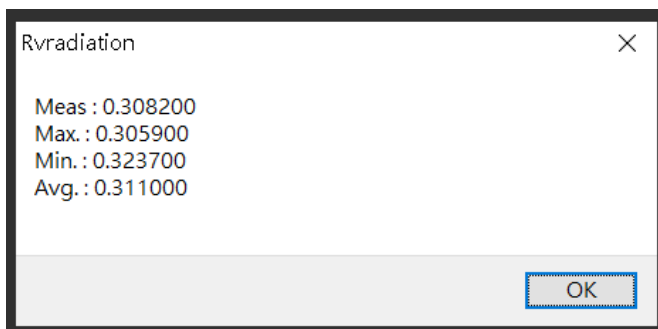 Rvradiation
Meas : 0.308200
Max. : 0.305900
Min. : 0.323700
Avg. : 0.311000
OK